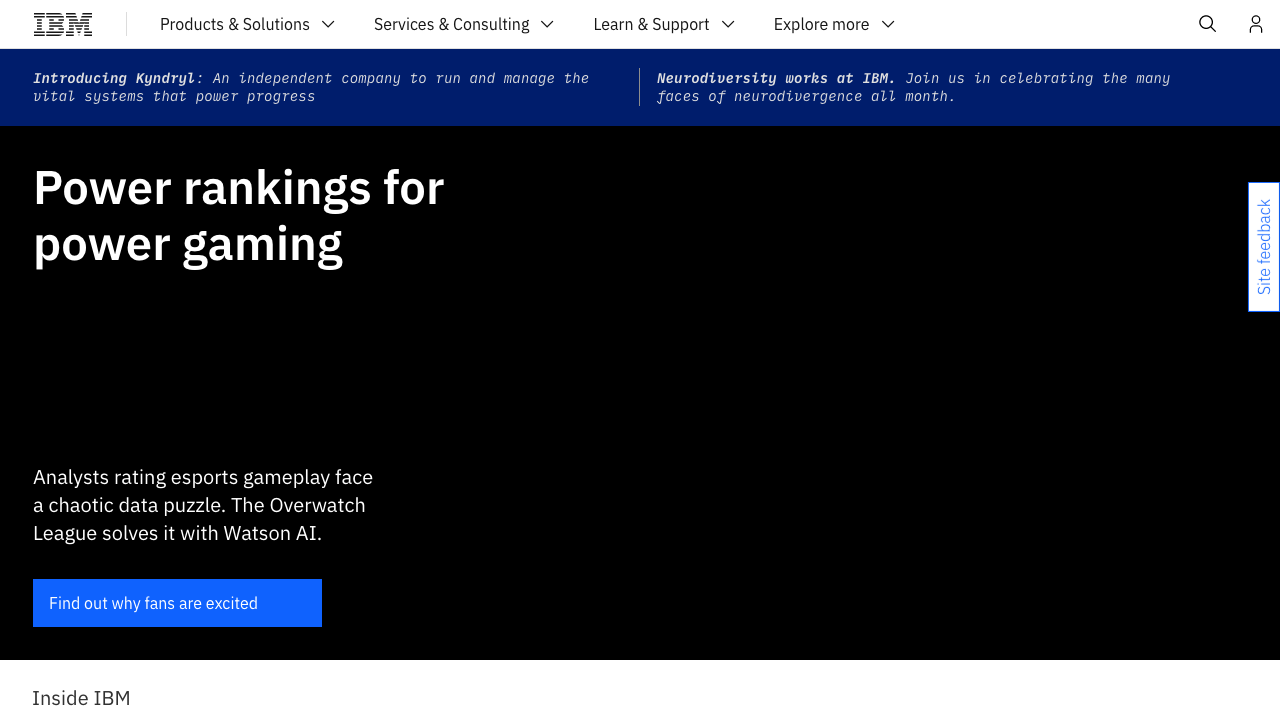 IBM
Products & Solutions
Services & Consulting
Learn & Support
Explore more
Introducing Kyndryl: An independent company to run and manage the
vital systems that power progress
Neurodiversity works at IBM. Join us in celebrating the many
faces of neurodivergence all month.
Power rankings for
power gaming
Site feedback
Analysts rating esports gameplay face
a chaotic data puzzle. The Overwatch
League solves it with Watson AI.
Find out why fans are excited
Inside IBM